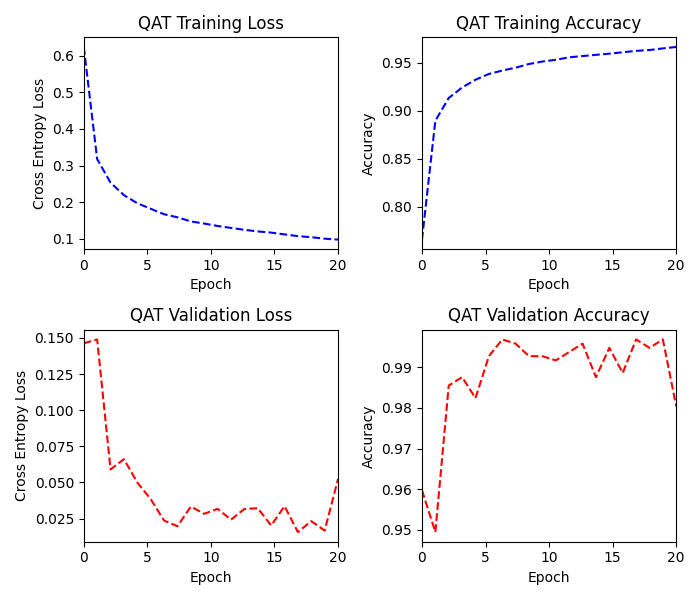 QAT Training Loss
Cross Entropy Loss
0.6
0.5
0.4
0.3
0.2
0.1
0 5 10 15 20
Epoch
QAT Training Accuracy
Accuracy
0.95
0.90
0.85
0.80
0 5 10 15 20
Epoch
QAT Validation Loss
Cross Entropy Loss
0.150
0.125
0.100
0.075
0.050
0.025
0 5 10 15 20
Epoch
QAT Validation Accuracy
Accuracy
0.99
0.98
0.97
0.96
0.95
0 5 10 15 20
Epoch